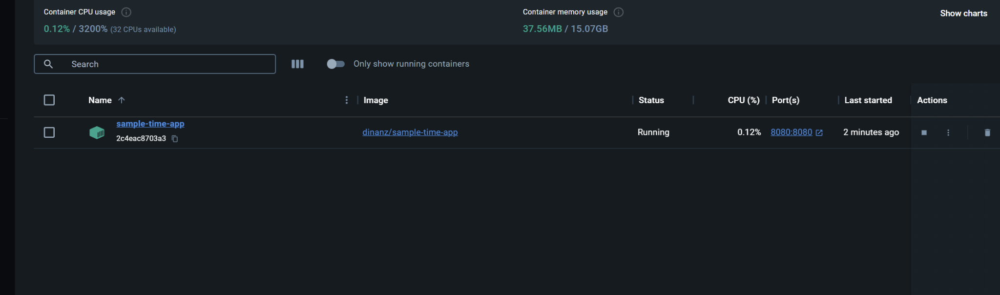 Container CPU usage
0.12% / 3200% (32 CPUs available)
Container memory usage
37.56MB / 15.07GB
Show charts
Search
Only show running containers
Name Image Status CPU (%) Port(s) Last started Actions
sample-time-app
2c4eac8703a3
dinanz/sample-time-app Running 0.12% 8080:8080 2 minutes ago